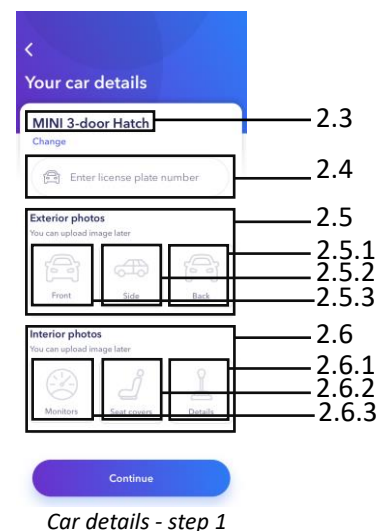 Your car details
MINI 3-door Hatch
2.3
Change
Enter license plate number
2.4
Exterior photos
2.5
You can upload image later
2.5.1
2.5.2
2.5.3
Front
Side
Back
Interior photos
2.6
You can upload image later
2.6.1
2.6.2
2.6.3
Monitors
Seat covers
Details
Continue
Car details - step 1